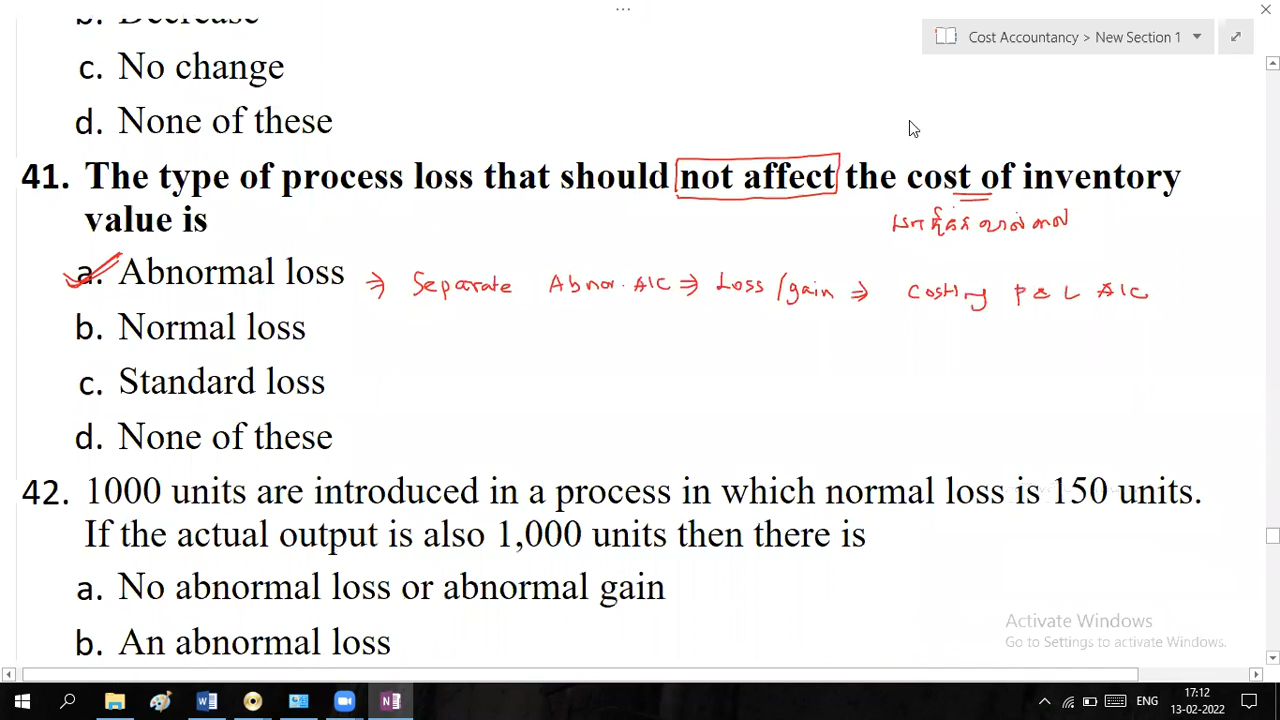 ...
b. Decrease
Cost Accountancy > New Section 1
c. No change
d. None of these
41. The type of process loss that should not affect the cost of inventory
value is
a. Abnormal loss ⇒ Separate Abnor. A/C ⇒ Loss / gain ⇒ Costing P & L A/C
b. Normal loss
c. Standard loss
d. None of these
42. 1000 units are introduced in a process in which normal loss is 150 units.
If the actual output is also 1,000 units then there is
a. No abnormal loss or abnormal gain
b. An abnormal loss
Activate Windows
Go to Settings to activate Windows.
ENG
17:12
13-02-2022